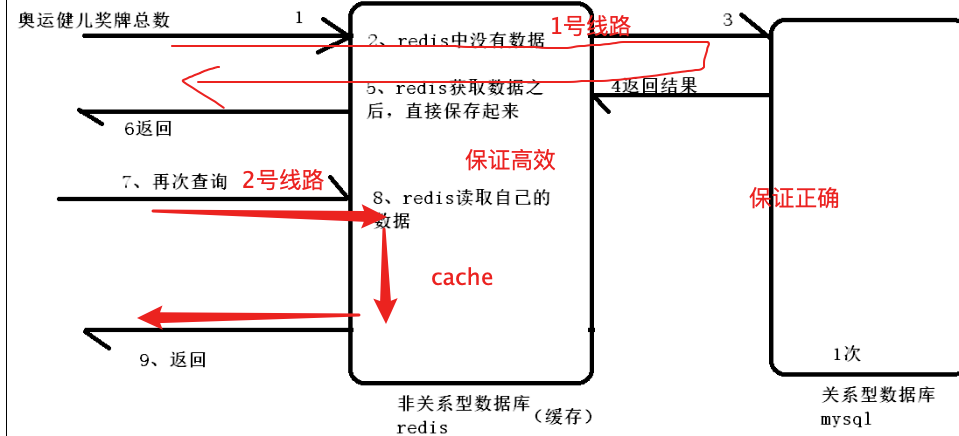 奥运健儿奖牌总数
1
1号线路
3
2、redis中没有数据
5、redis获取数据之
后，直接保存起来
4返回结果
6返回
保证高效
7、再次查询
2号线路
8、redis读取自己的
数据
保证正确
cache
9、返回
1次
非关系型数据库
redis
（缓存）
关系型数据库
mysql